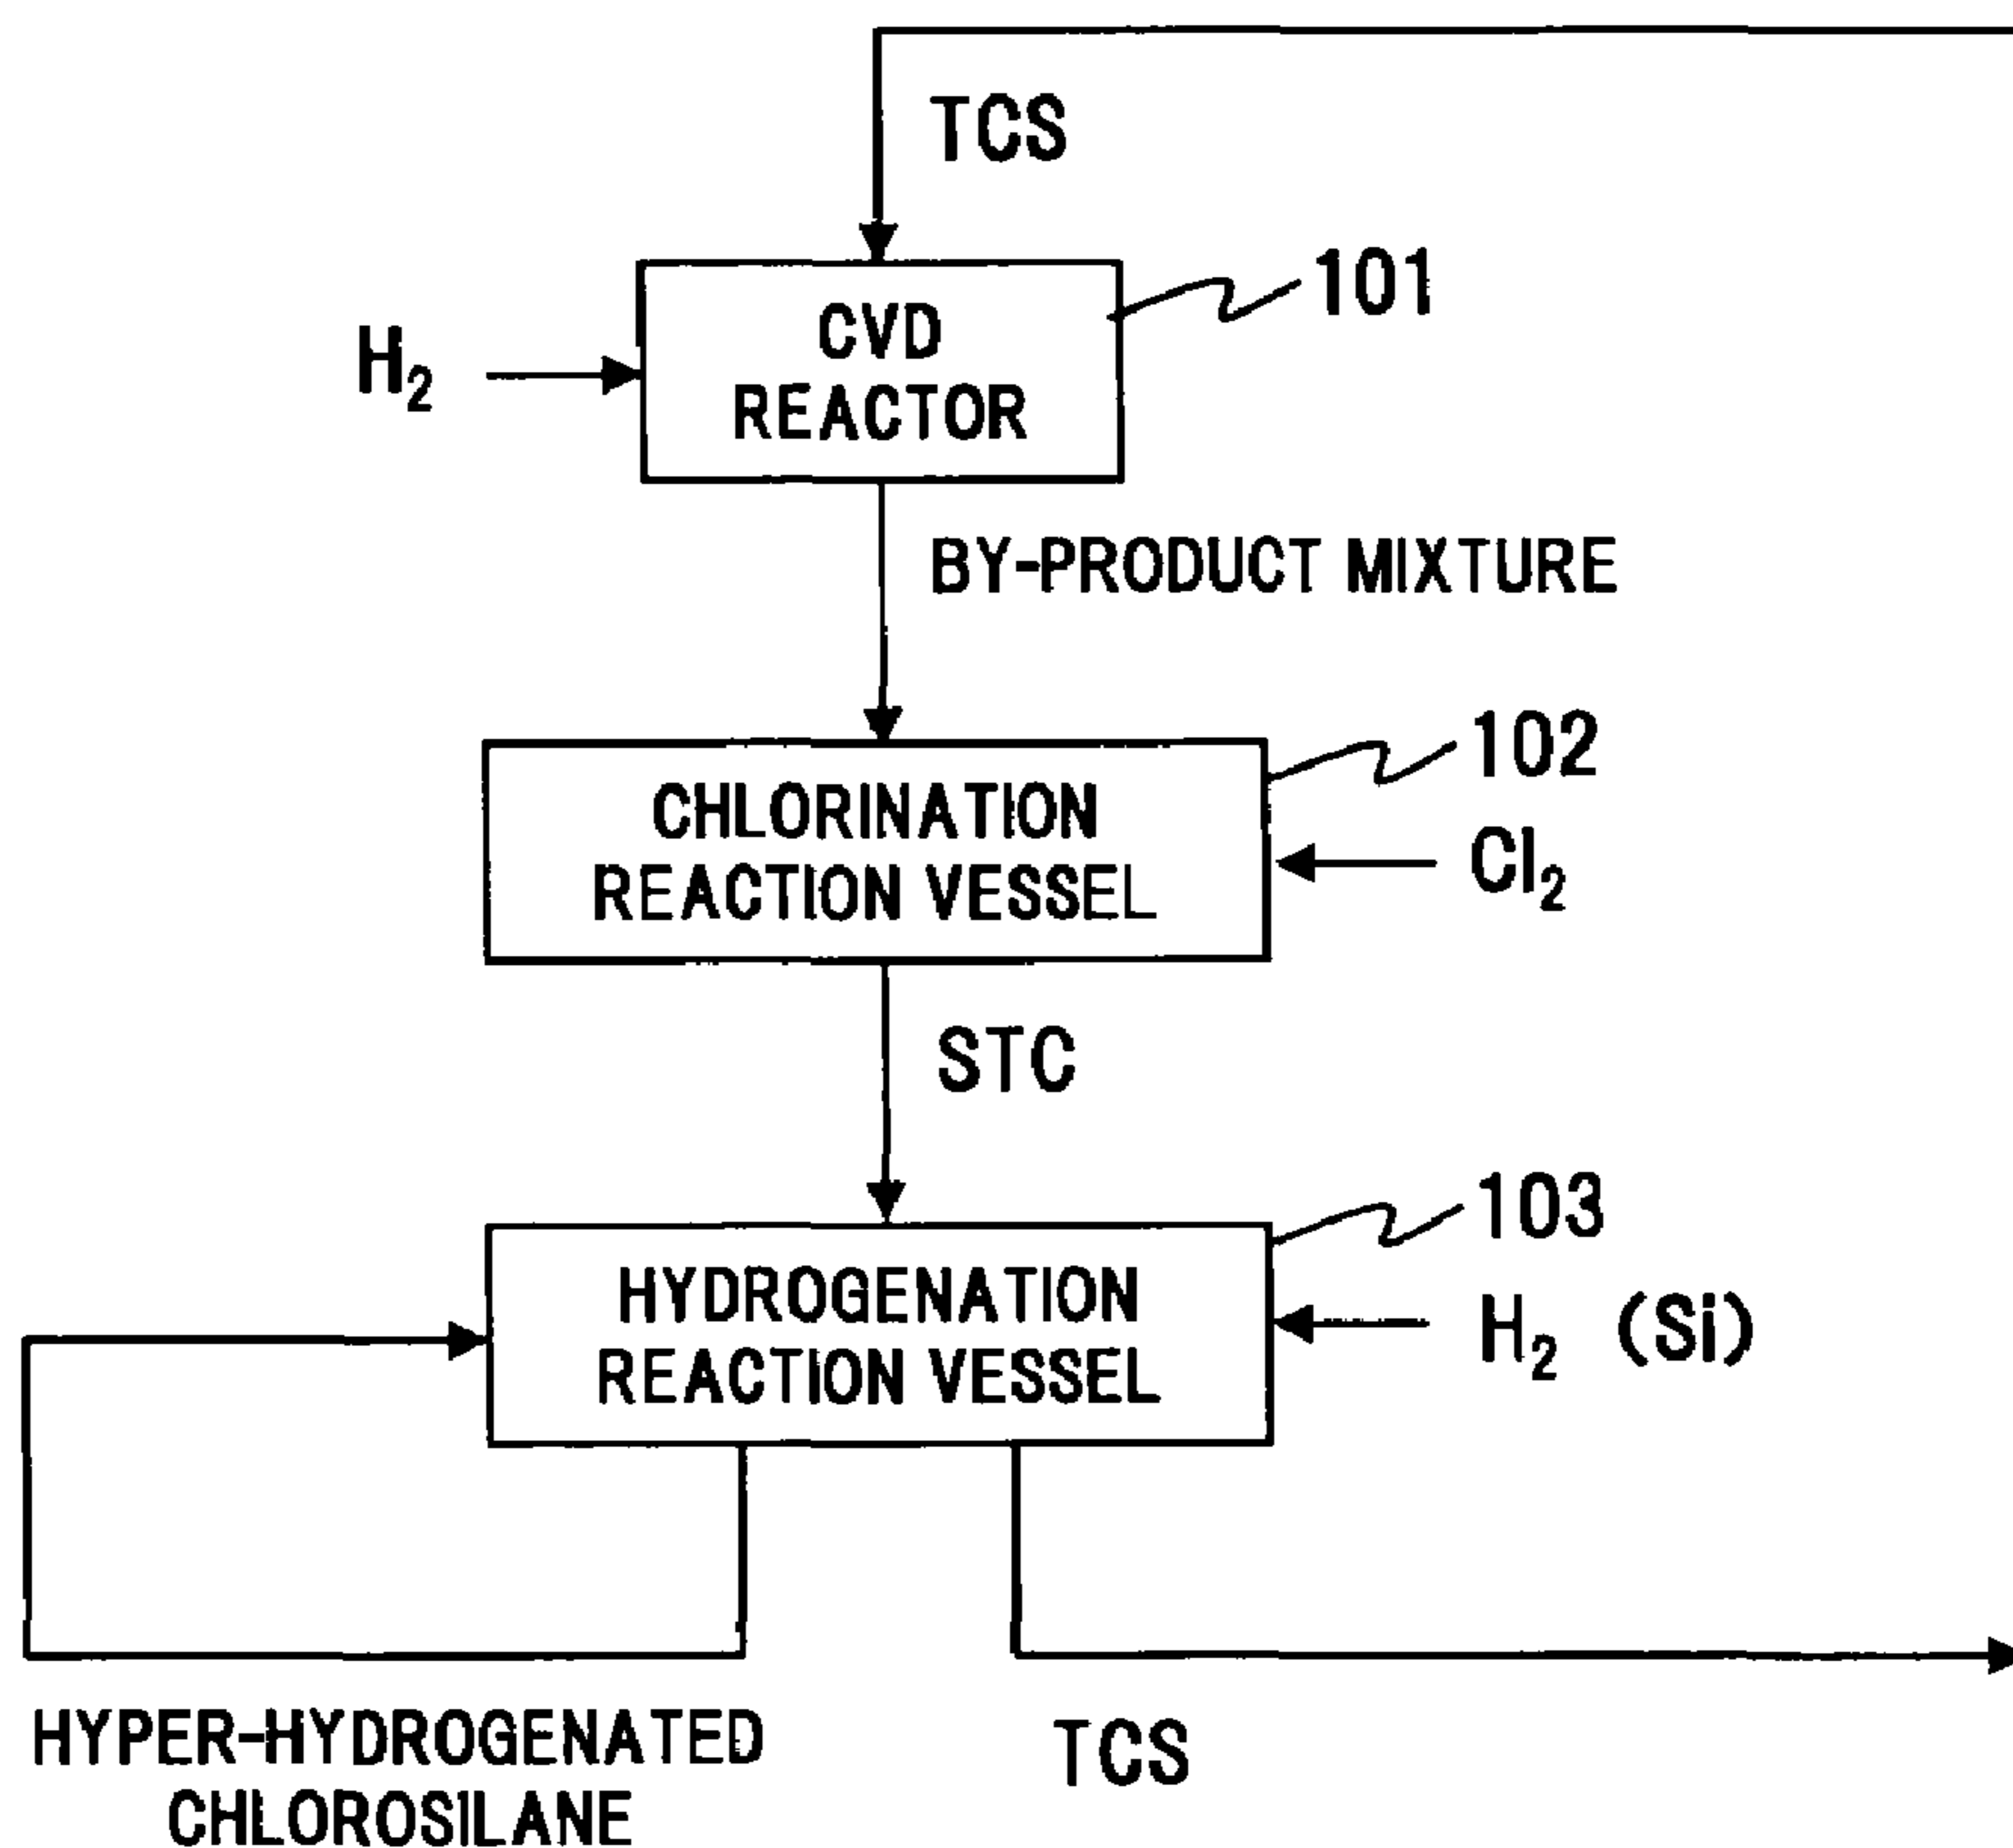 TCS
101
CVD
REACTOR
H₂
BY-PRODUCT MIXTURE
102
CHLORINATION
REACTION VESSEL
Cl₂
STC
103
HYDROGENATION
REACTION VESSEL
H₂ (Si)
HYPER-HYDROGENATED
CHLOROSILANE
TCS